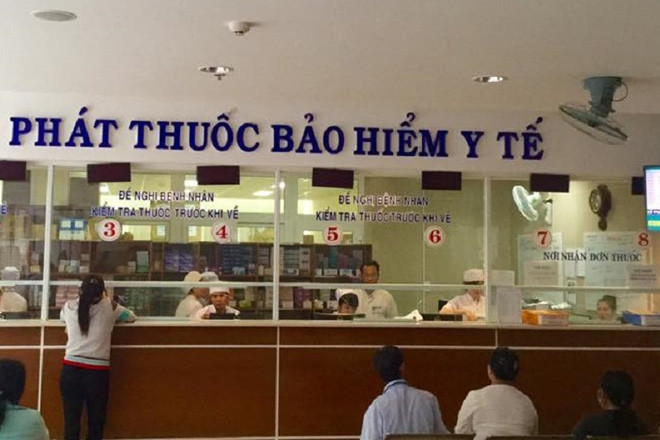 PHÁT THUỐC BẢO HIỂM Y TẾ
ĐỀ NGHỊ BỆNH NHÂN
KIỂM TRA THUỐC TRƯỚC KHI VỀ
ĐỀ NGHỊ BỆNH NHÂN
KIỂM TRA THUỐC TRƯỚC KHI VỀ
3
4
5
6
7
8
NƠI NHẬN ĐƠN THUỐC